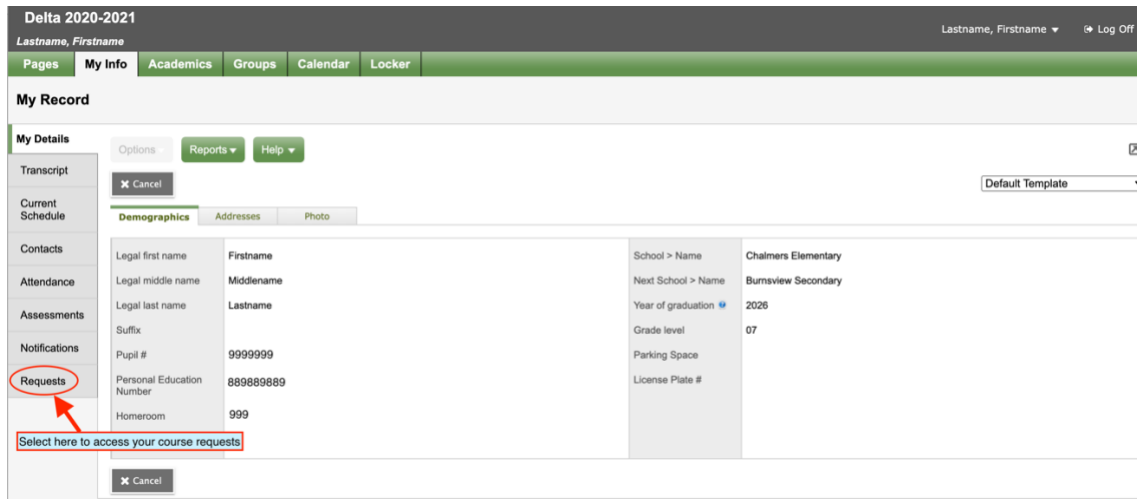 Delta 2020-2021
Lastname, Firstname
Lastname, Firstname
Log Off
Pages
My Info
Academics
Groups
Calendar
Locker
My Record
My Details
Transcript
Current
Schedule
Contacts
Attendance
Assessments
Notifications
Requests
Select here to access your course requests
Options
Reports
Help
Cancel
Default Template
Demographics
Addresses
Photo
Legal first name Firstname
Legal middle name Middlename
Legal last name Lastname
Suffix
Pupil # 9999999
Personal Education
Number
889889889
Homeroom 999
School > Name Chalmers Elementary
Next School > Name Burnsview Secondary
Year of graduation 2026
Grade level 07
Parking Space
License Plate #
Cancel